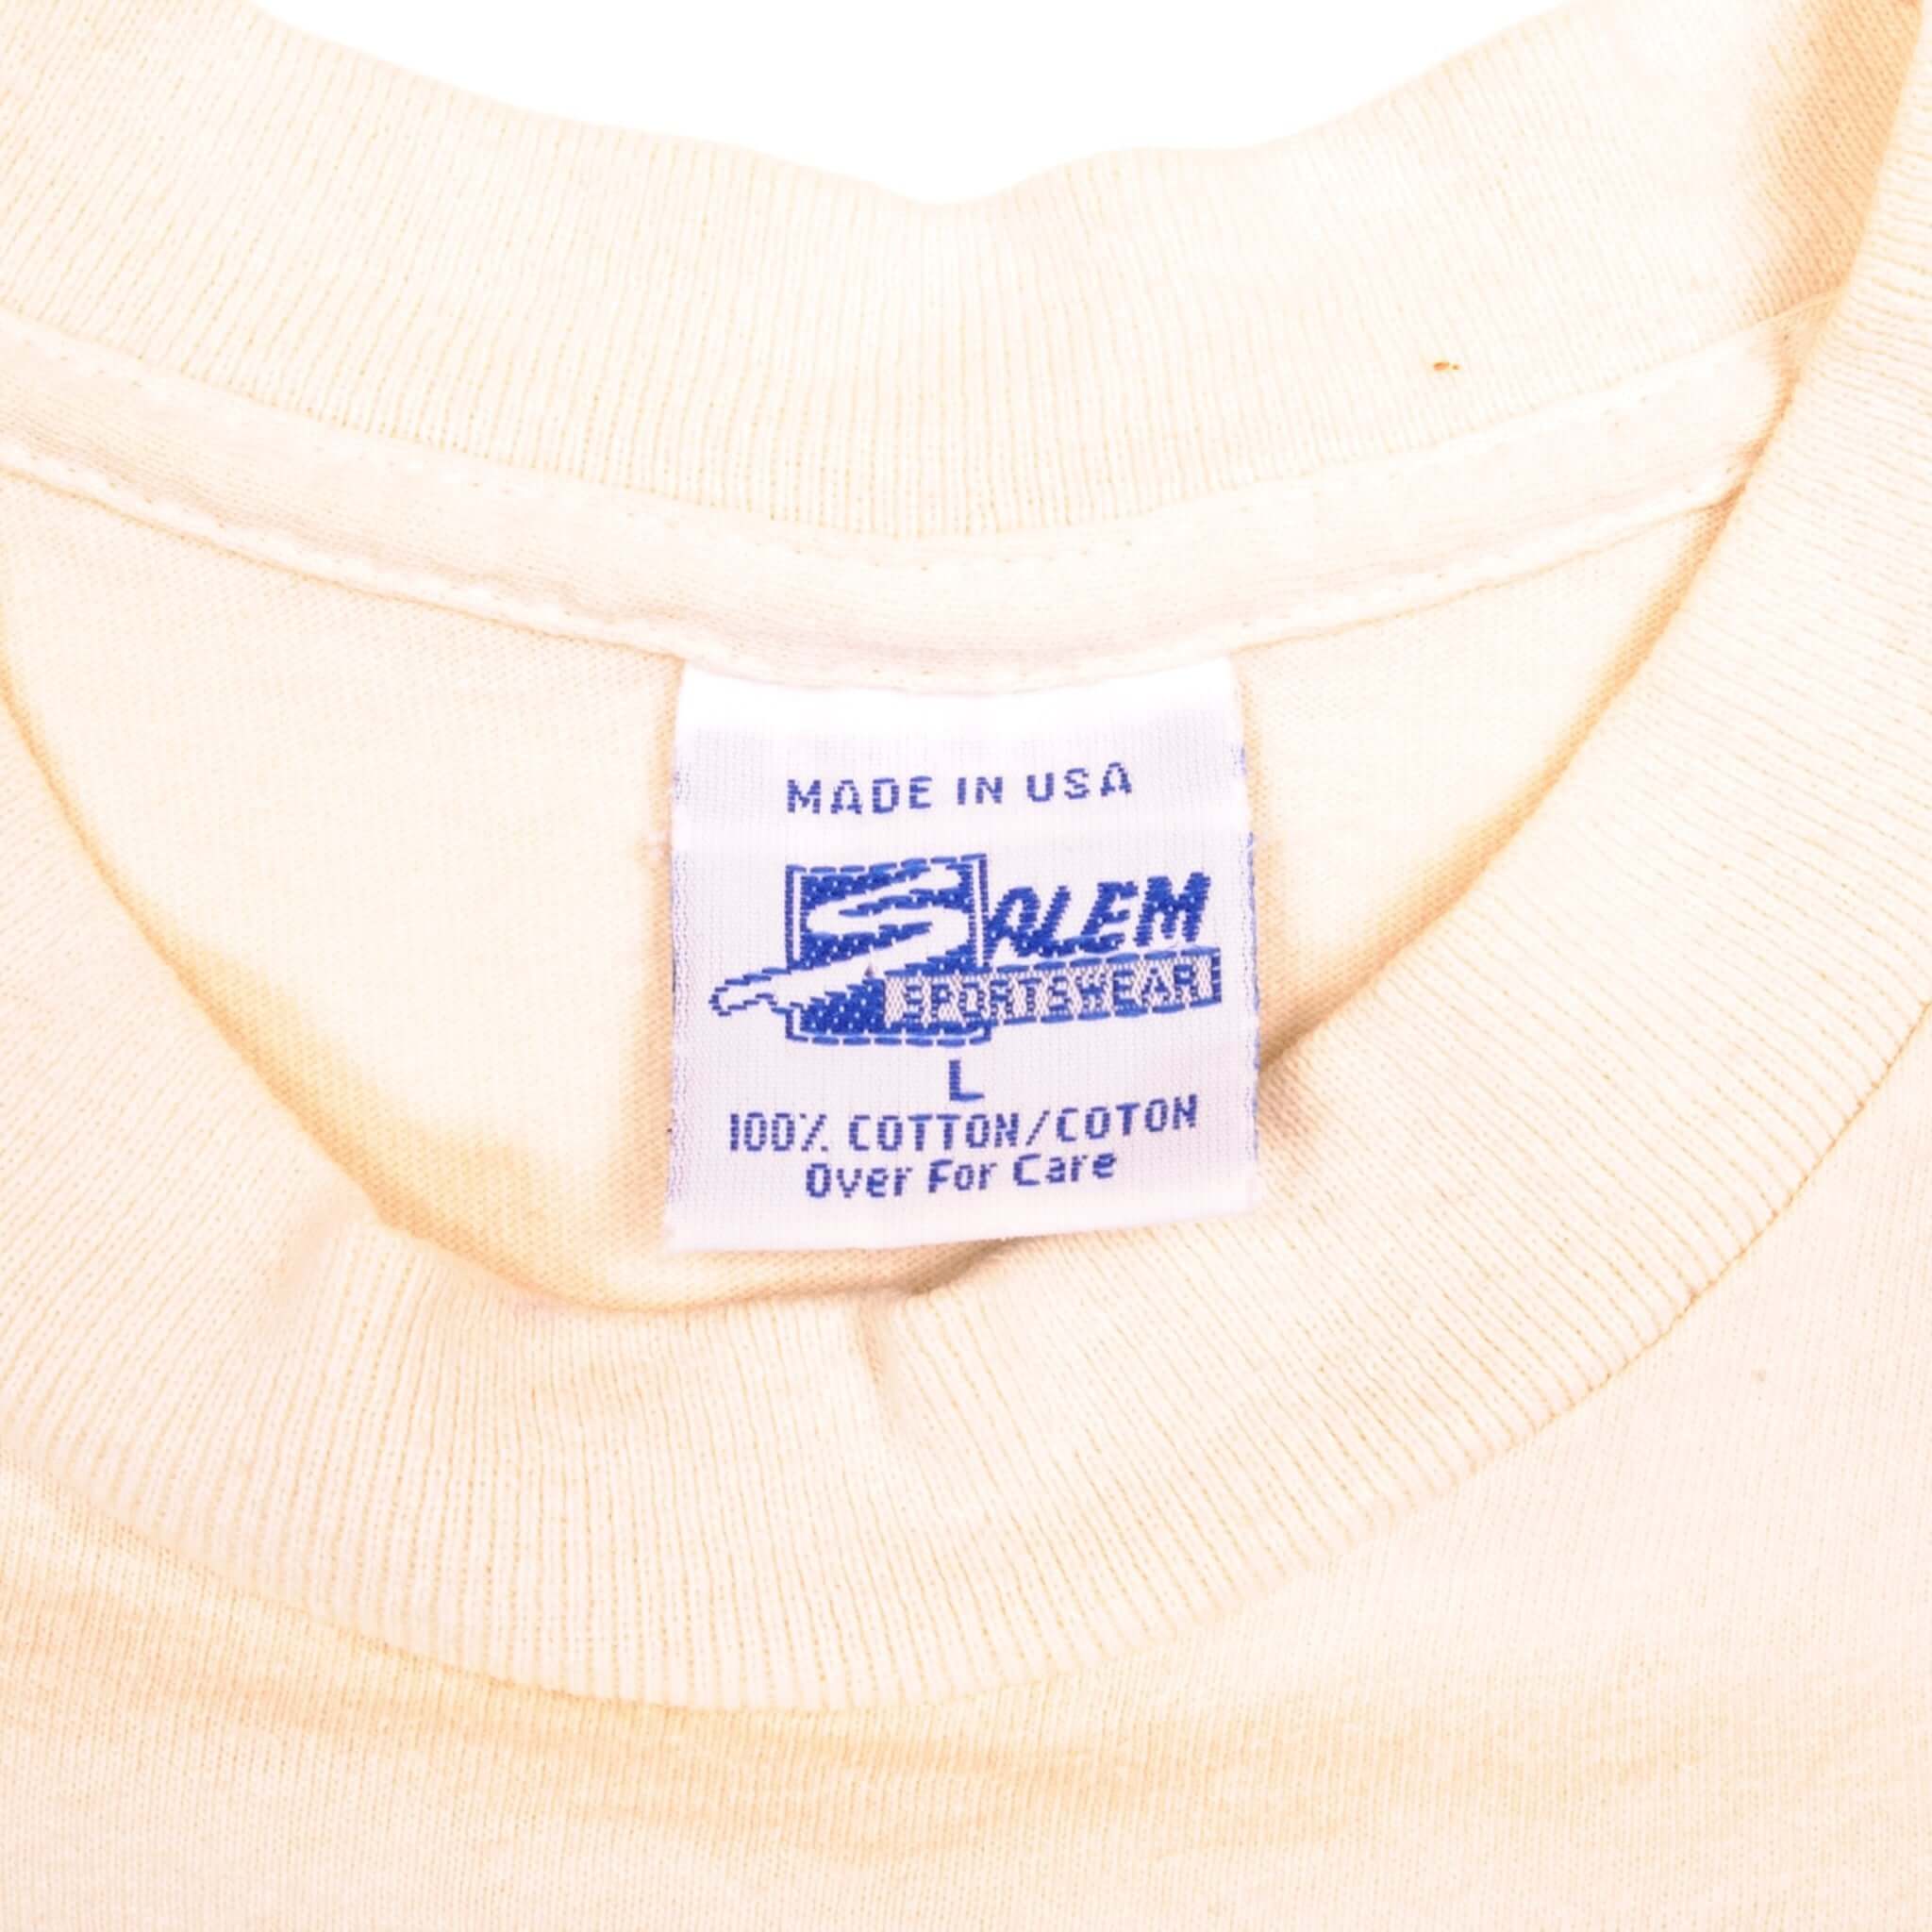 MADE IN USA
SALEM
SPORTSWEAR
L
100% COTTON/COTON
Over For Care